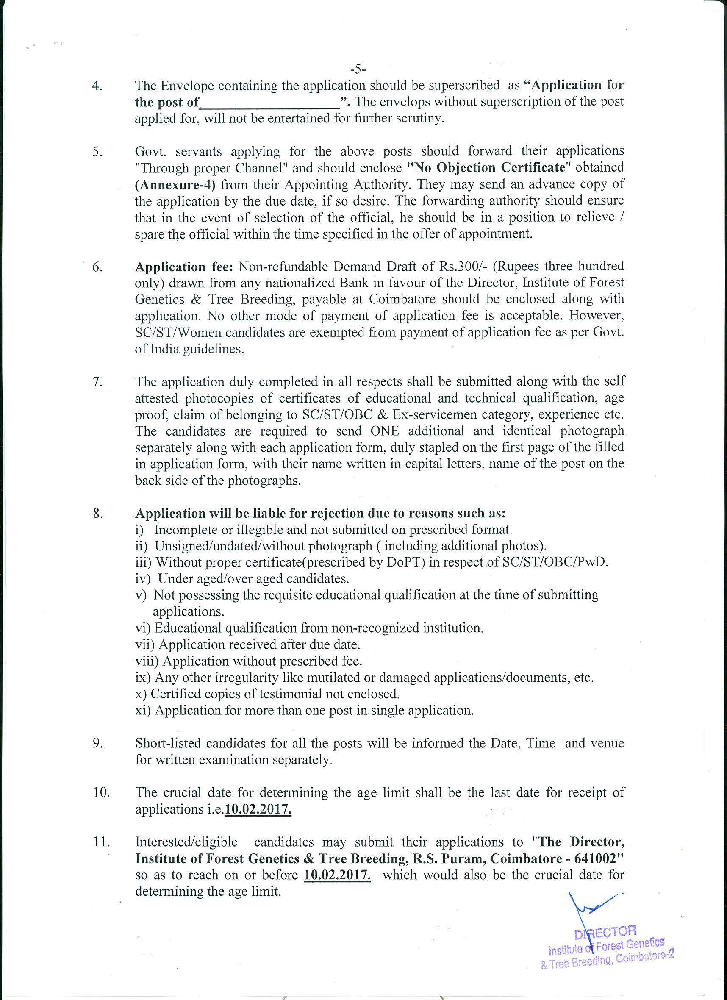 -5-
4. The Envelope containing the application should be superscribed as “Application for
the post of____________________”. The envelops without superscription of the post
applied for, will not be entertained for further scrutiny.
5. Govt. servants applying for the above posts should forward their applications
"Through proper Channel" and should enclose "No Objection Certificate" obtained
(Annexure-4) from their Appointing Authority. They may send an advance copy of
the application by the due date, if so desire. The forwarding authority should ensure
that in the event of selection of the official, he should be in a position to relieve /
spare the official within the time specified in the offer of appointment.
6. Application fee: Non-refundable Demand Draft of Rs.300/- (Rupees three hundred
only) drawn from any nationalized Bank in favour of the Director, Institute of Forest
Genetics & Tree Breeding, payable at Coimbatore should be enclosed along with
application. No other mode of payment of application fee is acceptable. However,
SC/ST/Women candidates are exempted from payment of application fee as per Govt.
of India guidelines.
7. The application duly completed in all respects shall be submitted along with the self
attested photocopies of certificates of educational and technical qualification, age
proof, claim of belonging to SC/ST/OBC & Ex-servicemen category, experience etc.
The candidates are required to send ONE additional and identical photograph
separately along with each application form, duly stapled on the first page of the filled
in application form, with their name written in capital letters, name of the post on the
back side of the photographs.
8. Application will be liable for rejection due to reasons such as:
i) Incomplete or illegible and not submitted on prescribed format.
ii) Unsigned/undated/without photograph ( including additional photos).
iii) Without proper certificate(prescribed by DoPT) in respect of SC/ST/OBC/PwD.
iv) Under aged/over aged candidates.
v) Not possessing the requisite educational qualification at the time of submitting
applications.
vi) Educational qualification from non-recognized institution.
vii) Application received after due date.
viii) Application without prescribed fee.
ix) Any other irregularity like mutilated or damaged applications/documents, etc.
x) Certified copies of testimonial not enclosed.
xi) Application for more than one post in single application.
9. Short-listed candidates for all the posts will be informed the Date, Time and venue
for written examination separately.
10. The crucial date for determining the age limit shall be the last date for receipt of
applications i.e.10.02.2017.
11. Interested/eligible candidates may submit their applications to "The Director,
Institute of Forest Genetics & Tree Breeding, R.S. Puram, Coimbatore - 641002"
so as to reach on or before 10.02.2017. which would also be the crucial date for
determining the age limit.
DIRECTOR
Institute of Forest Genetics
& Tree Breeding, Coimbatore-2